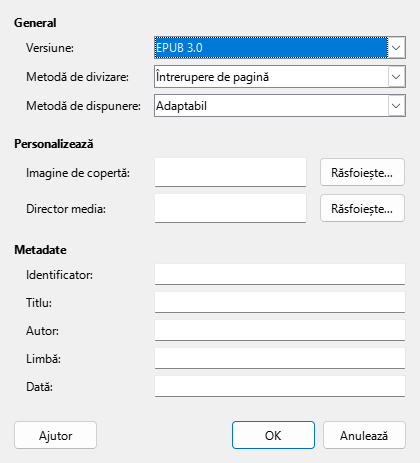 General
Versiune: EPUB 3.0
Metodă de divizare: Întrerupere de pagină
Metodă de dispunere: Adaptabil
Personalizează
Imagine de copertă: Răsfoiește...
Director media: Răsfoiește...
Metadate
Identificator:
Titlu:
Autor:
Limbă:
Dată:
Ajutor OK Anulează